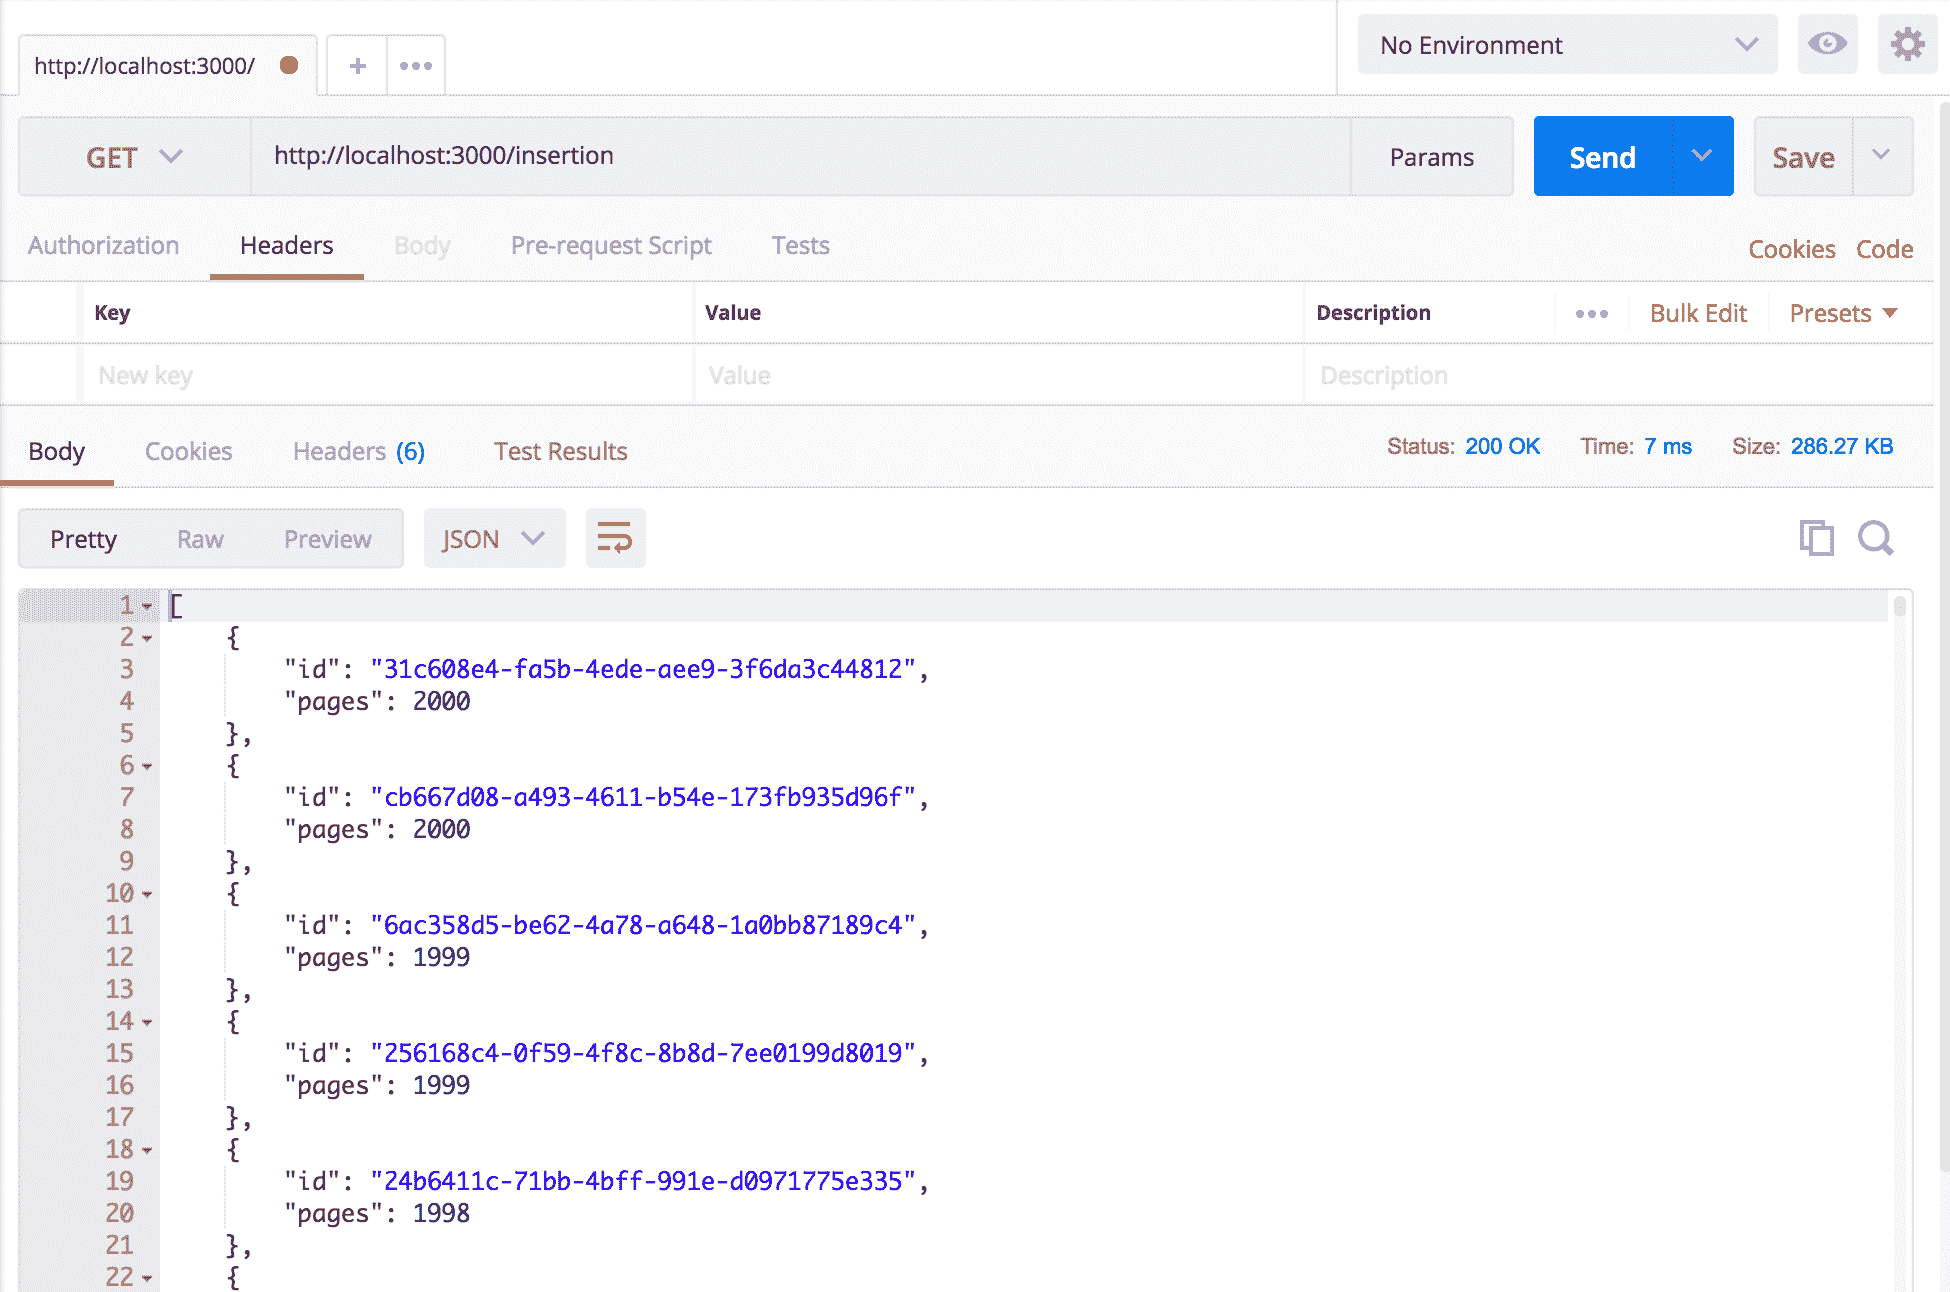 http://localhost:3000/ + ••• No Environment
GET http://localhost:3000/insertion Params Send Save
Authorization Headers Body Pre-request Script Tests Cookies Code
Key Value Description ••• Bulk Edit Presets
New key Value Description
Body Cookies Headers (6) Test Results Status: 200 OK Time: 7 ms Size: 286.27 KB
Pretty Raw Preview JSON
1 [
2 {
3 "id": "31c608e4-fa5b-4ede-aee9-3f6da3c44812",
4 "pages": 2000
5 },
6 {
7 "id": "cb667d08-a493-4611-b54e-173fb935d96f",
8 "pages": 2000
9 },
10 {
11 "id": "6ac358d5-be62-4a78-a648-1a0bb87189c4",
12 "pages": 1999
13 },
14 {
15 "id": "256168c4-0f59-4f8c-8b8d-7ee0199d8019",
16 "pages": 1999
17 },
18 {
19 "id": "24b6411c-71bb-4bff-991e-d0971775e335",
20 "pages": 1998
21 },
22 {